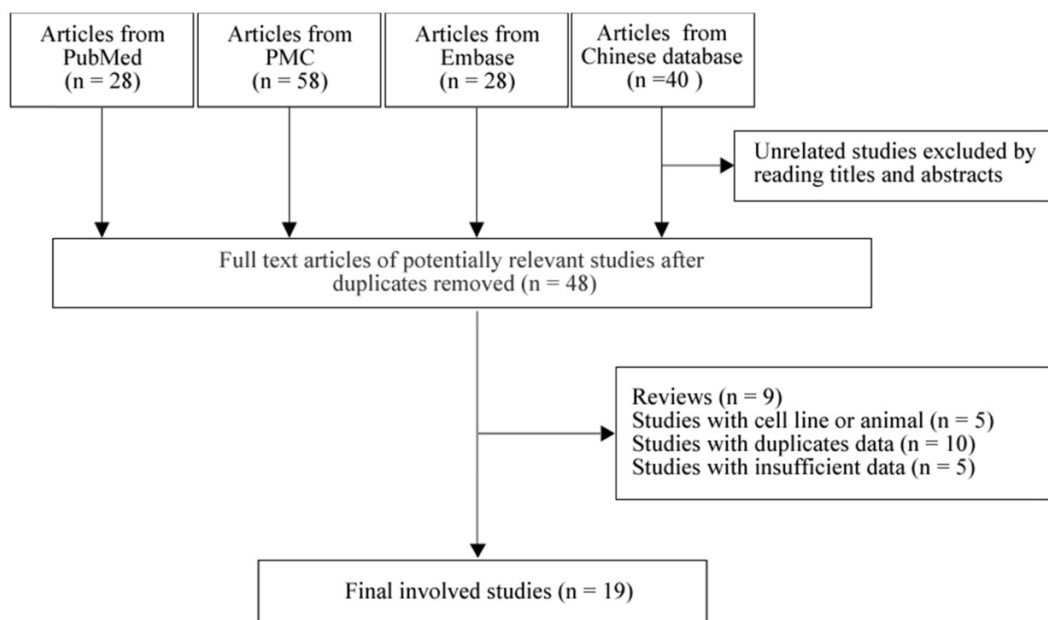 Articles from
PubMed
(n = 28)
Articles from
PMC
(n = 58)
Articles from
Embase
(n = 28)
Articles from
Chinese database
(n =40 )
Unrelated studies excluded by
reading titles and abstracts
Full text articles of potentially relevant studies after
duplicates removed (n = 48)
Reviews (n = 9)
Studies with cell line or animal (n = 5)
Studies with duplicates data (n = 10)
Studies with insufficient data (n = 5)
Final involved studies (n = 19)